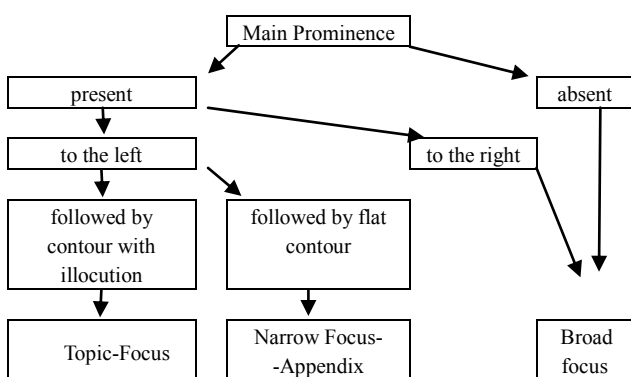 Main Prominence
present
absent
to the left
to the right
followed by
contour with
illocution
followed by flat
contour
Topic-Focus
Narrow Focus-
-Appendix
Broad
focus